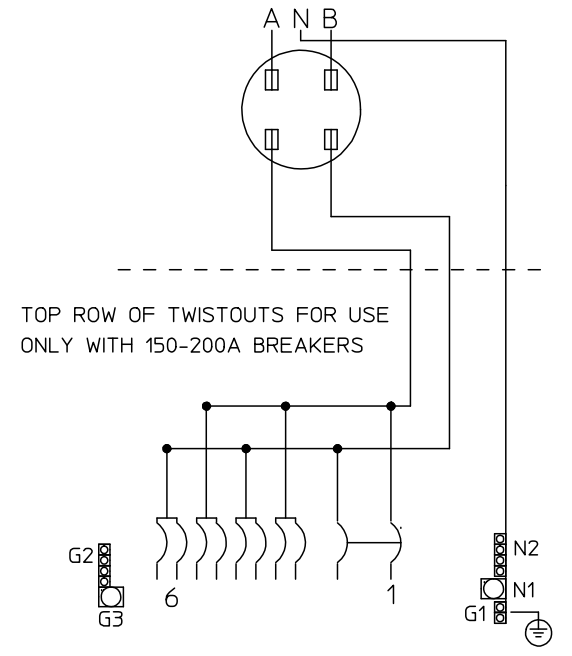 A N B
TOP ROW OF TWISTOUTS FOR USE
ONLY WITH 150-200A BREAKERS
G2
N2
6
1
N1
G3
G1